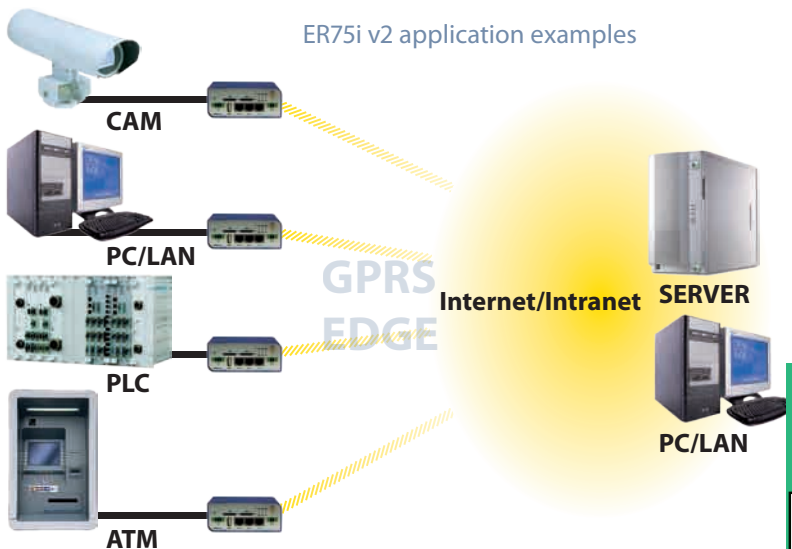 ER75i v2 application examples
CAM
PC/LAN
PLC
ATM
GPRS
EDGE
Internet/Intranet
SERVER
PC/LAN